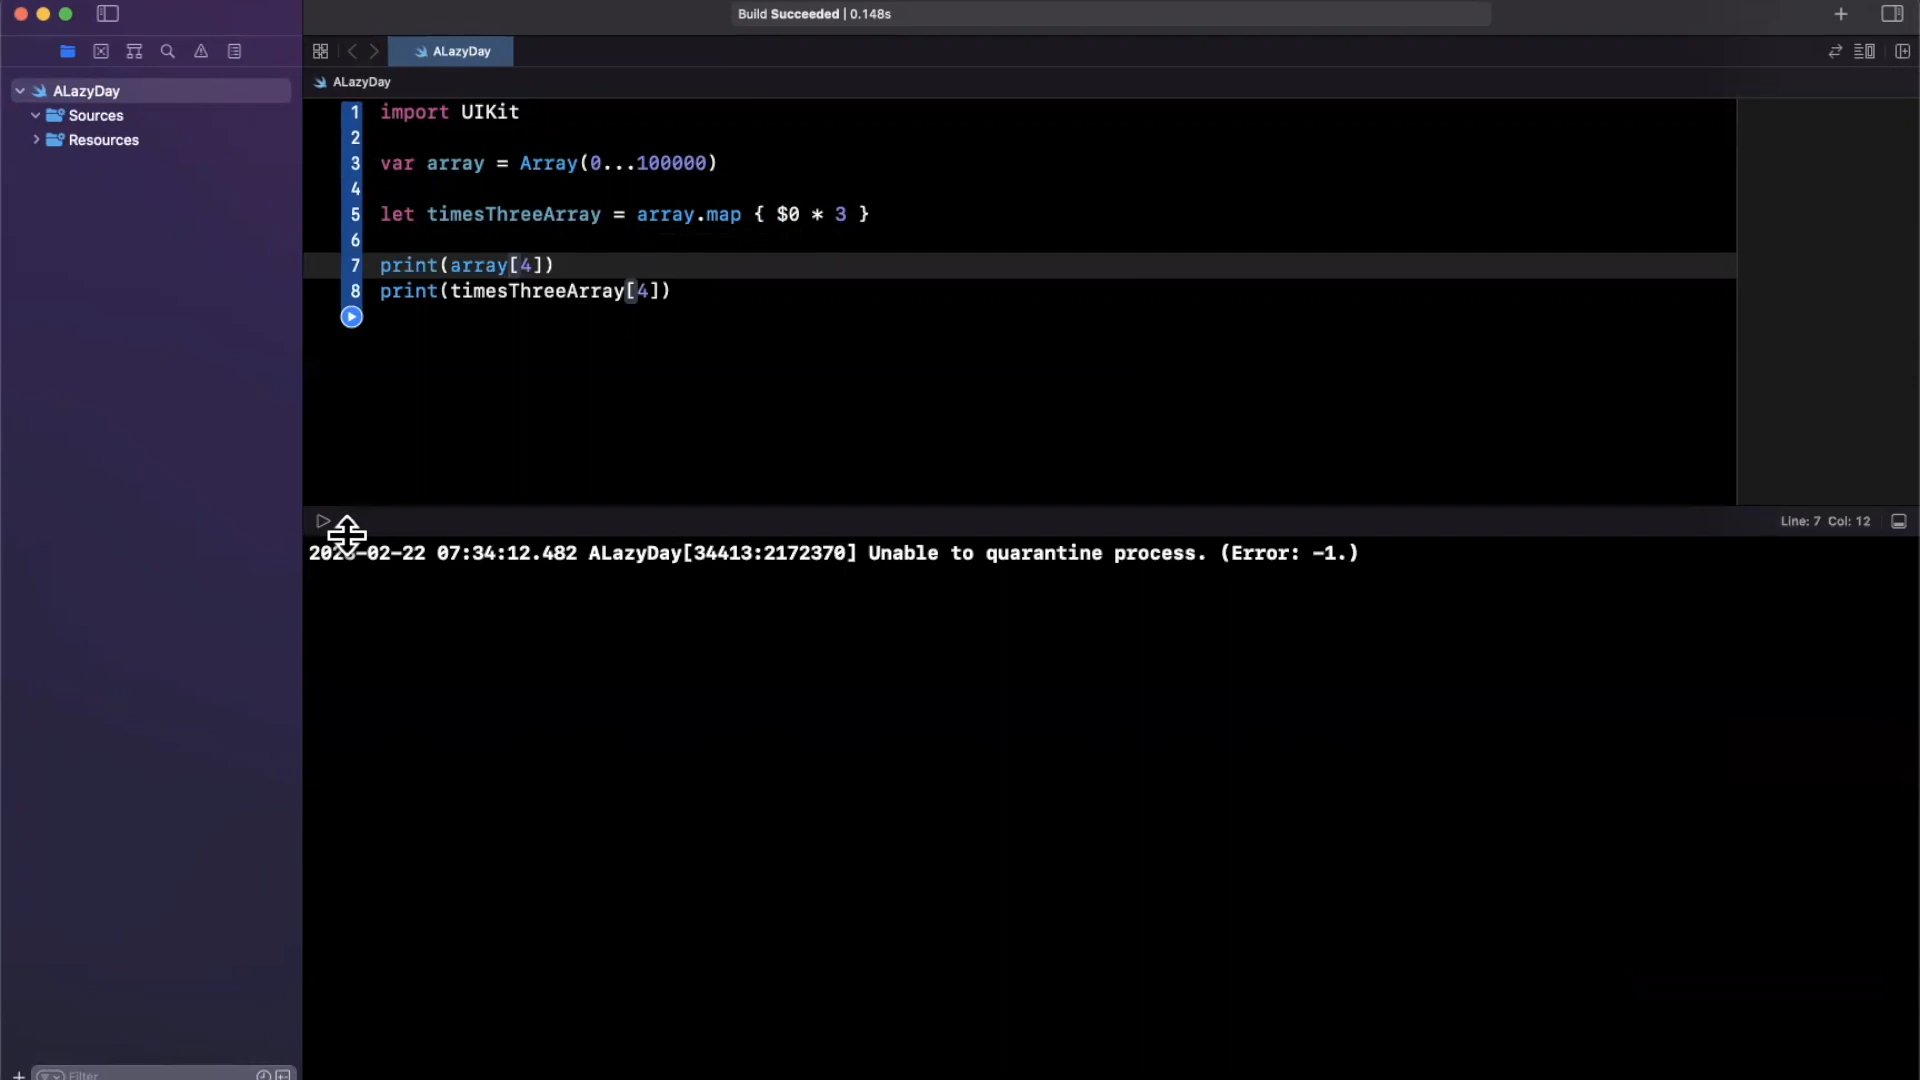 Build Succeeded | 0.148s
ALazyDay
ALazyDay
ALazyDay
Sources
Resources
1 import UIKit
2
3 var array = Array(0...100000)
4
5 let timesThreeArray = array.map { $0 * 3 }
6
7 print(array[4])
8 print(timesThreeArray[4])
Line: 7 Col: 12
2023-02-22 07:34:12.482 ALazyDay[34413:2172370] Unable to quarantine process. (Error: -1.)
Filter